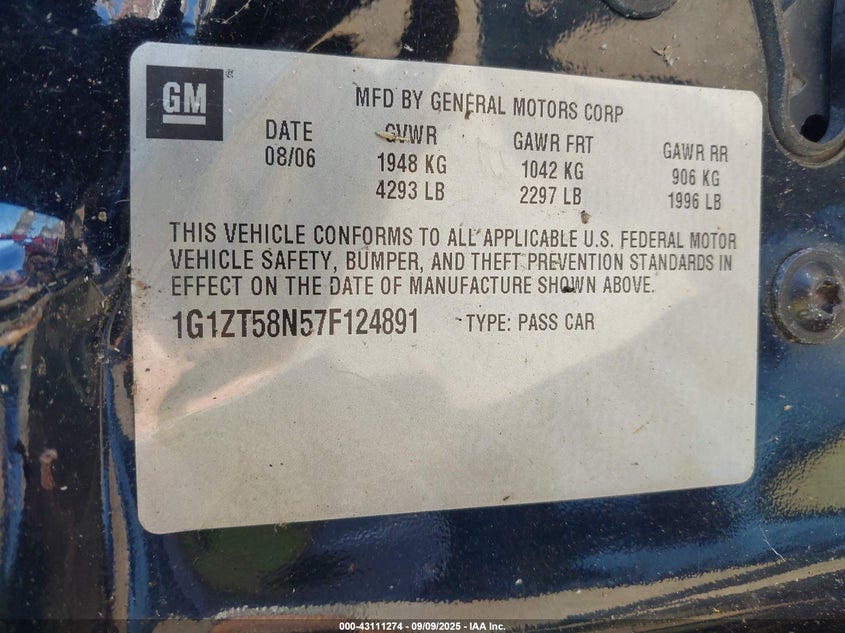 GM ®
MFD BY GENERAL MOTORS CORP
DATE GVWR GAWR FRT GAWR RR
08/06 1948 KG 1042 KG 906 KG
4293 LB 2297 LB 1996 LB
THIS VEHICLE CONFORMS TO ALL APPLICABLE U.S. FEDERAL MOTOR
VEHICLE SAFETY, BUMPER, AND THEFT PREVENTION STANDARDS IN
EFFECT ON THE DATE OF MANUFACTURE SHOWN ABOVE.
1G1ZT58N57F124891 TYPE: PASS CAR
000-43111274 - 09/09/2025 - IAA Inc.